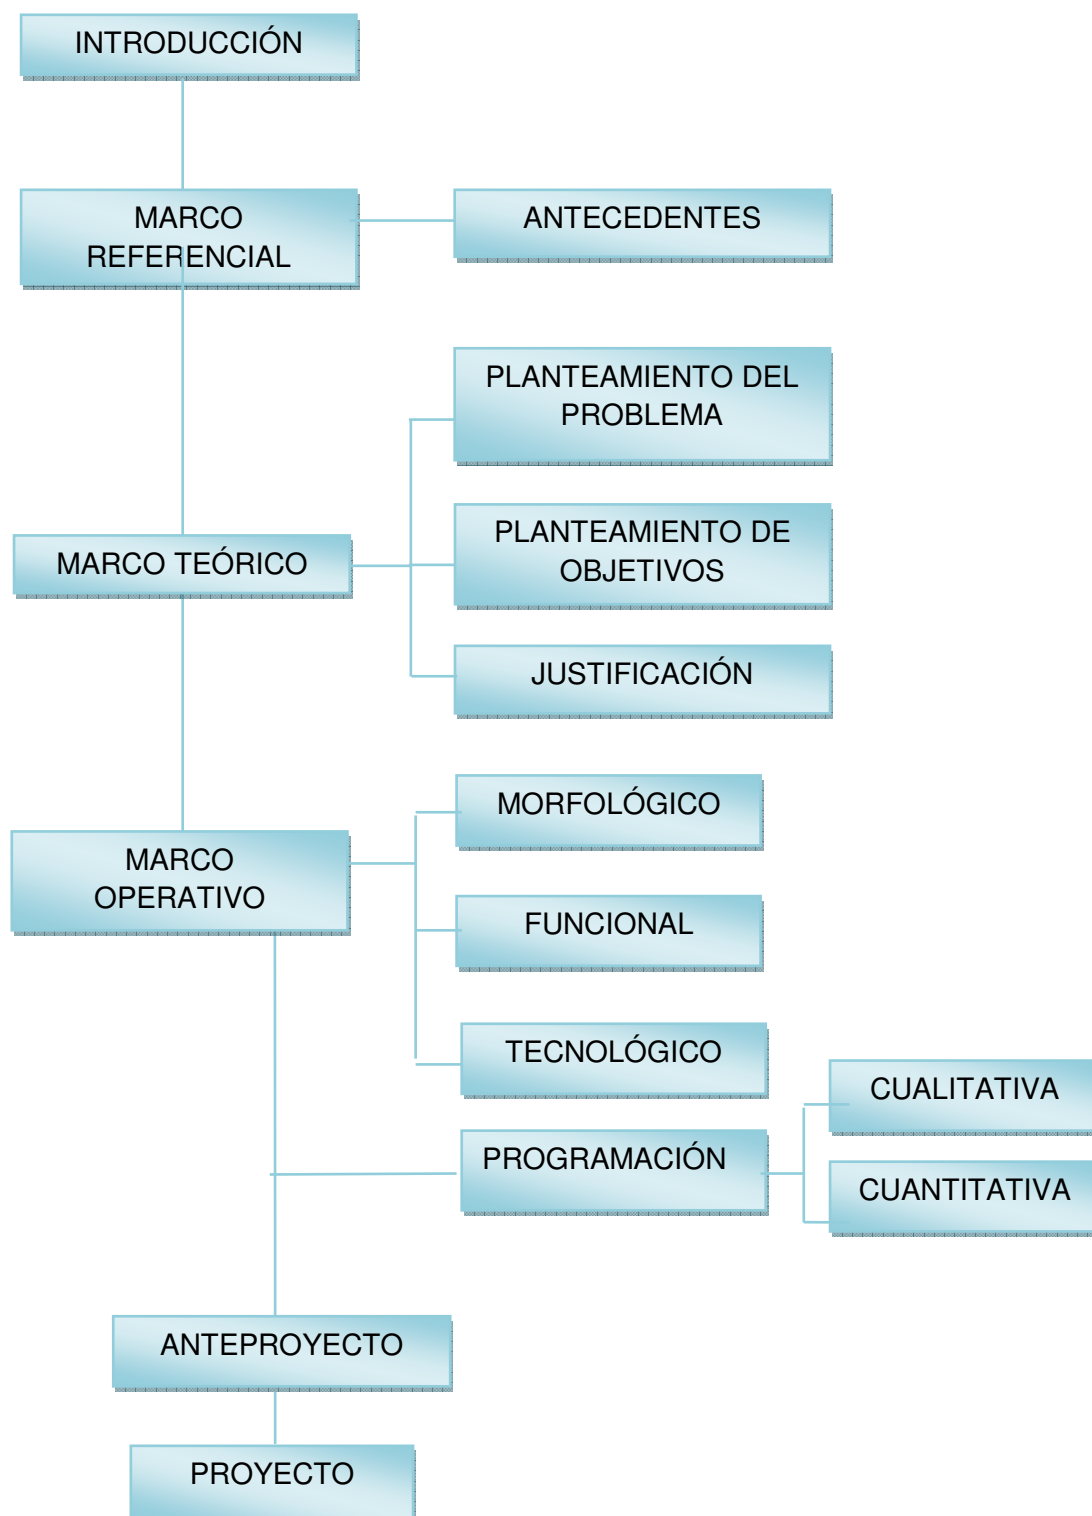 INTRODUCCIÓN
MARCO
REFERENCIAL
ANTECEDENTES
PLANTEAMIENTO DEL
PROBLEMA
PLANTEAMIENTO DE
OBJETIVOS
MARCO TEÓRICO
JUSTIFICACIÓN
MORFOLÓGICO
MARCO
OPERATIVO
FUNCIONAL
TECNOLÓGICO
CUALITATIVA
PROGRAMACIÓN
CUANTITATIVA
ANTEPROYECTO
PROYECTO